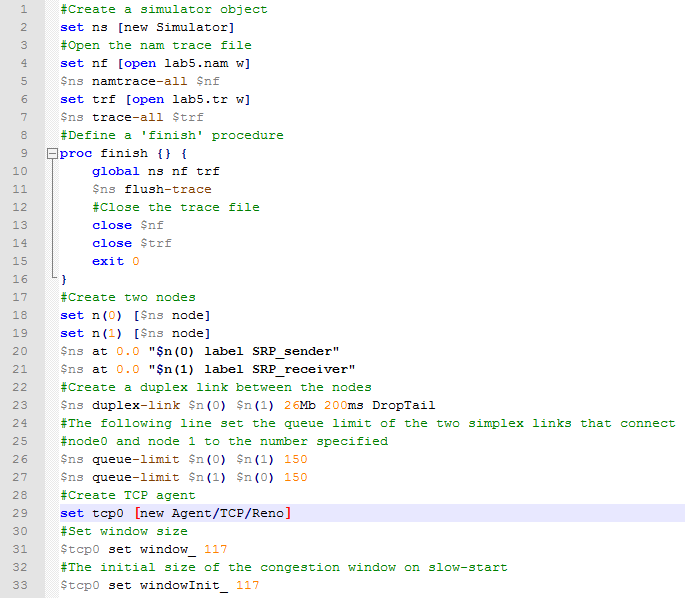 1 #Create a simulator object
2 set ns [new Simulator]
3 #Open the nam trace file
4 set nf [open lab5.nam w]
5 $ns namtrace-all $nf
6 set trf [open lab5.tr w]
7 $ns trace-all $trf
8 #Define a 'finish' procedure
9 proc finish {} {
10 global ns nf trf
11 $ns flush-trace
12 #Close the trace file
13 close $nf
14 close $trf
15 exit 0
16 }
17 #Create two nodes
18 set n(0) [$ns node]
19 set n(1) [$ns node]
20 $ns at 0.0 "$n(0) label SRP_sender"
21 $ns at 0.0 "$n(1) label SRP_receiver"
22 #Create a duplex link between the nodes
23 $ns duplex-link $n(0) $n(1) 26Mb 200ms DropTail
24 #The following line set the queue limit of the two simplex links that connect
25 #node0 and node 1 to the number specified
26 $ns queue-limit $n(0) $n(1) 150
27 $ns queue-limit $n(1) $n(0) 150
28 #Create TCP agent
29 set tcp0 [new Agent/TCP/Reno]
30 #Set window size
31 $tcp0 set window_ 117
32 #The initial size of the congestion window on slow-start
33 $tcp0 set windowInit_ 117